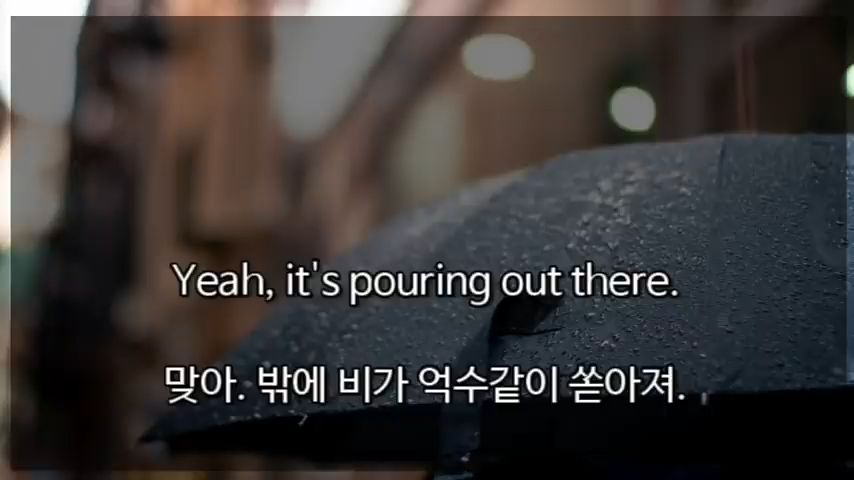 Yeah, it's pouring out there.
맞아. 밖에 비가 억수같이 쏟아져.